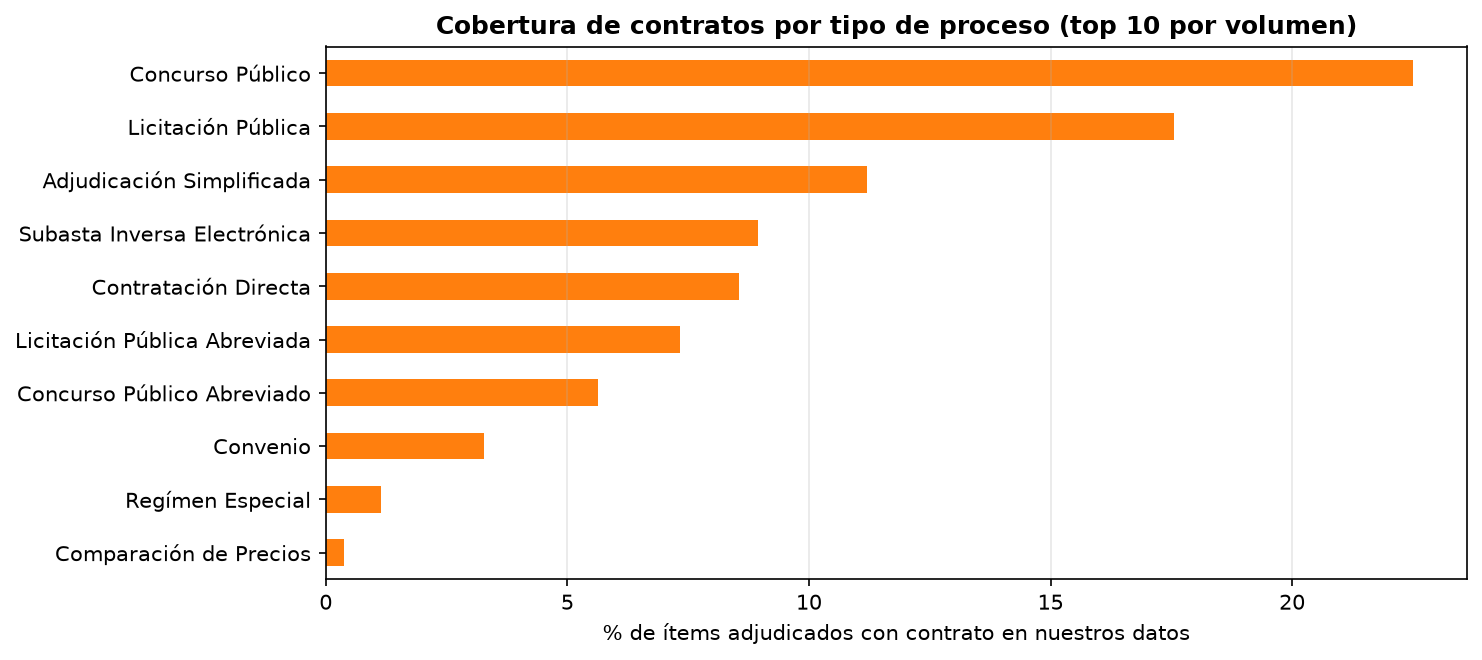 Cobertura de contratos por tipo de proceso (top 10 por volumen)
Concurso Público
Licitación Pública
Adjudicación Simplificada
Subasta Inversa Electrónica
Contratación Directa
Licitación Pública Abreviada
Concurso Público Abreviado
Convenio
Regímen Especial
Comparación de Precios
0 5 10 15 20
% de ítems adjudicados con contrato en nuestros datos